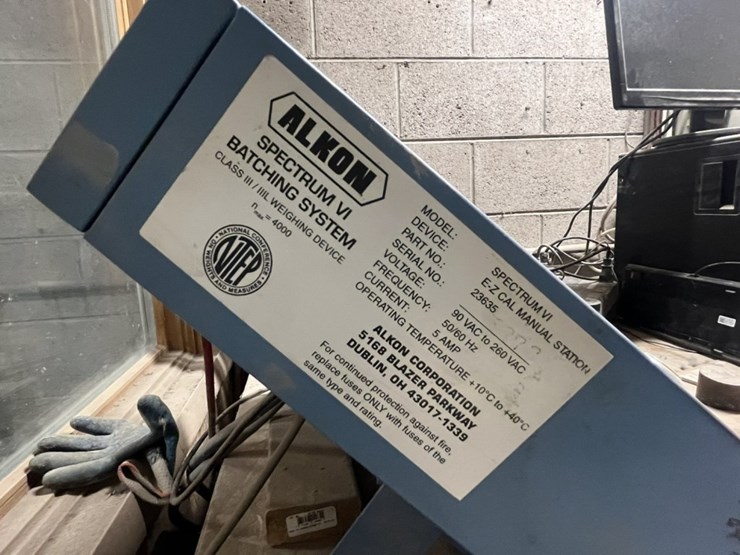 ALKON
SPECTRUM VI
BATCHING SYSTEM
CLASS III / IIIL WEIGHING DEVICE
nmax = 4000
NATIONAL CONFERENCE ON WEIGHTS AND MEASURES
NTEP
MODEL: SPECTRUM VI
DEVICE: E-Z CAL MANUAL STATION
PART NO.: 23635
SERIAL NO.:
VOLTAGE: 90 VAC to 260 VAC
FREQUENCY: 50/60 Hz
CURRENT: 5 AMP
OPERATING TEMPERATURE +10°C to +40°C
ALKON CORPORATION
5168 BLAZER PARKWAY
DUBLIN, OH 43017-1339
For continued protection against fire,
replace fuses ONLY with fuses of the
same type and rating.